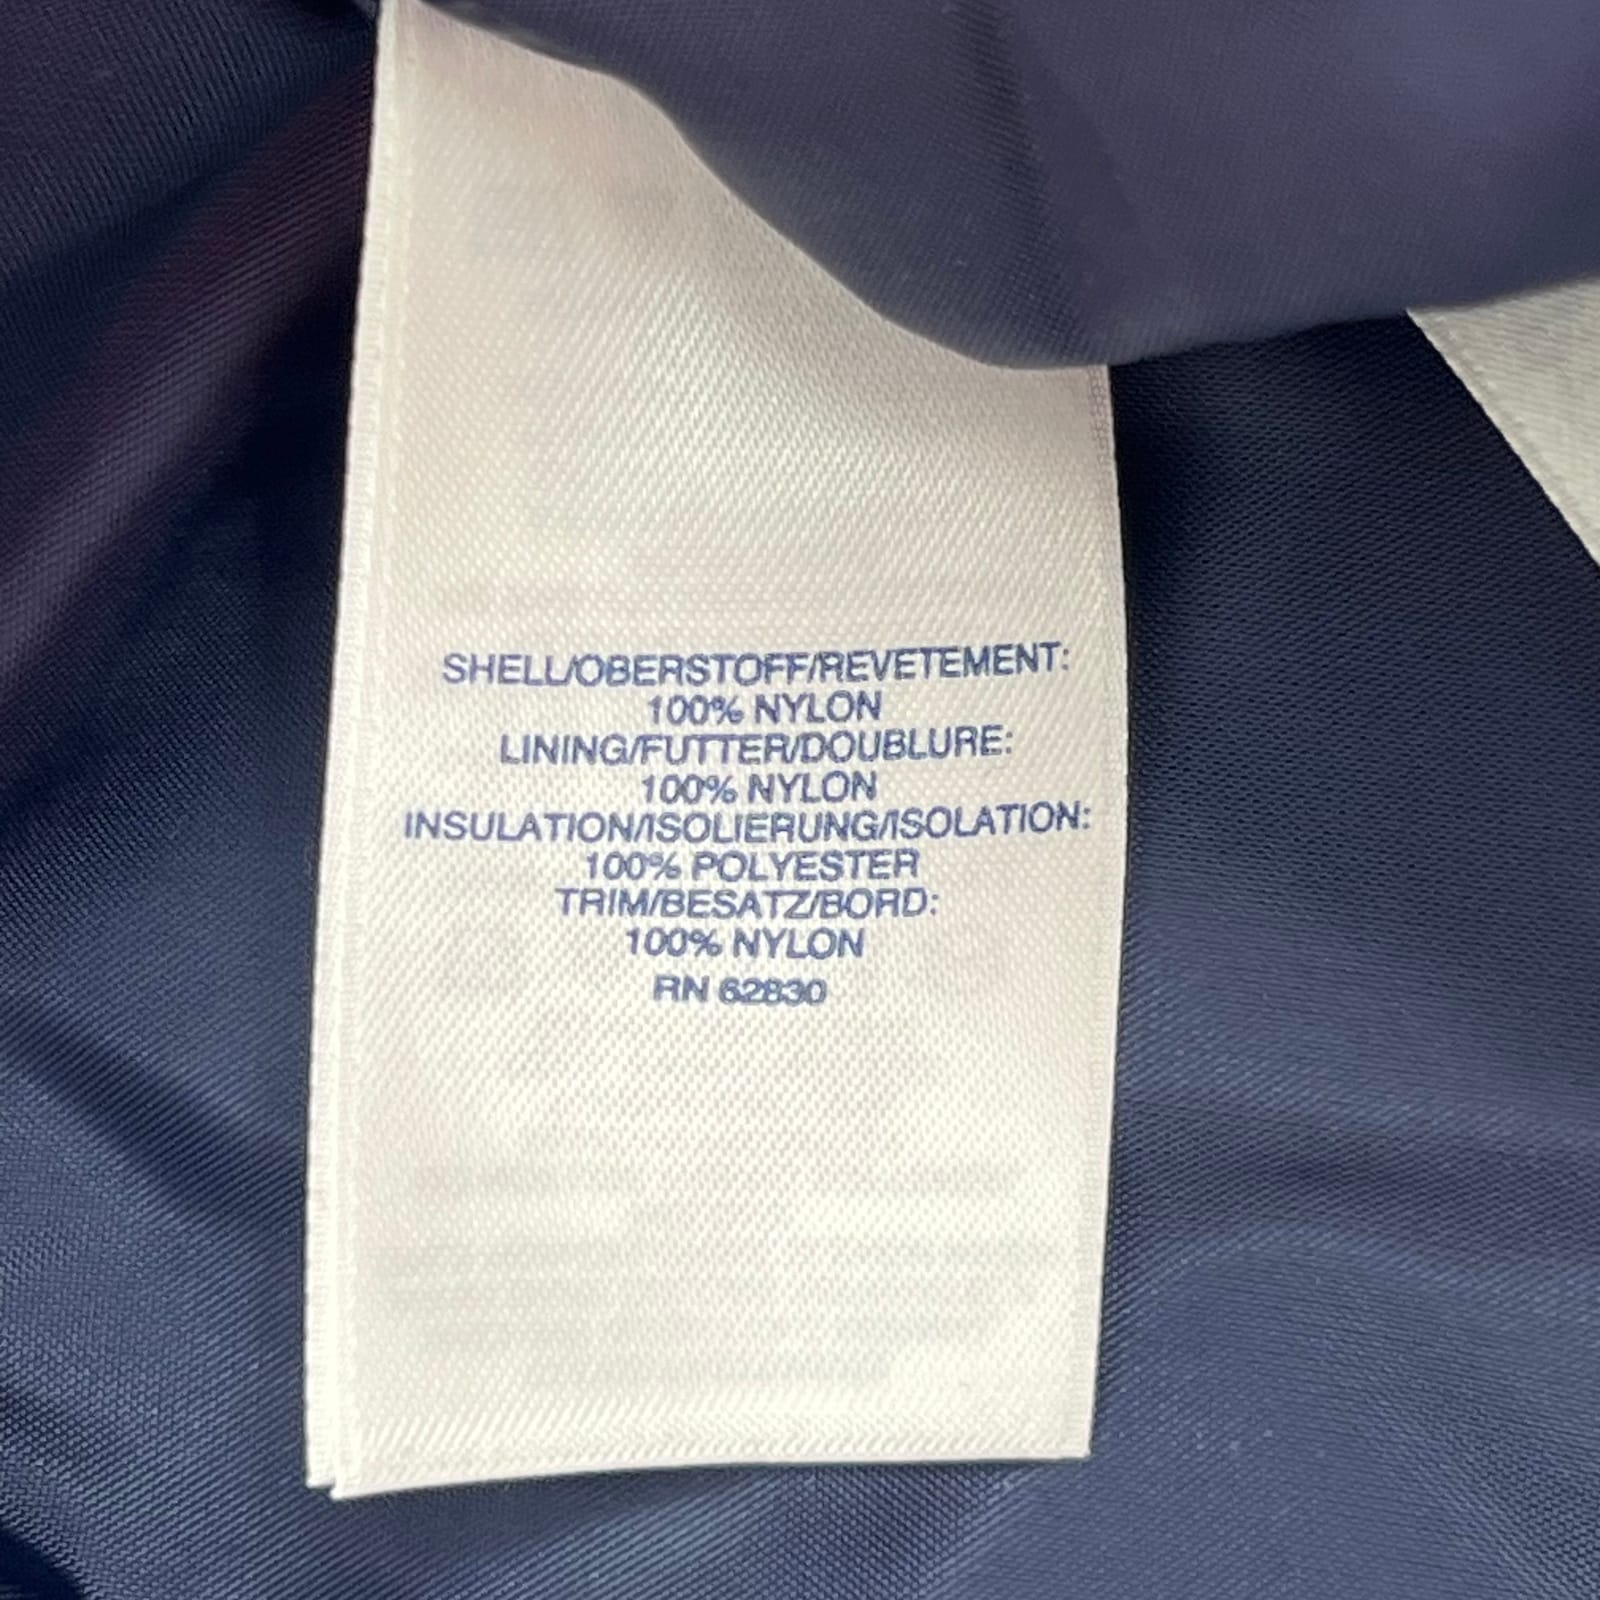 SHELL/OBERSTOFF/REVETEMENT:
100% NYLON
LINING/FUTTER/DOUBLURE:
100% NYLON
INSULATION/ISOLIERUNG/ISOLATION:
100% POLYESTER
TRIM/BESATZ/BORD:
100% NYLON
RN 62830